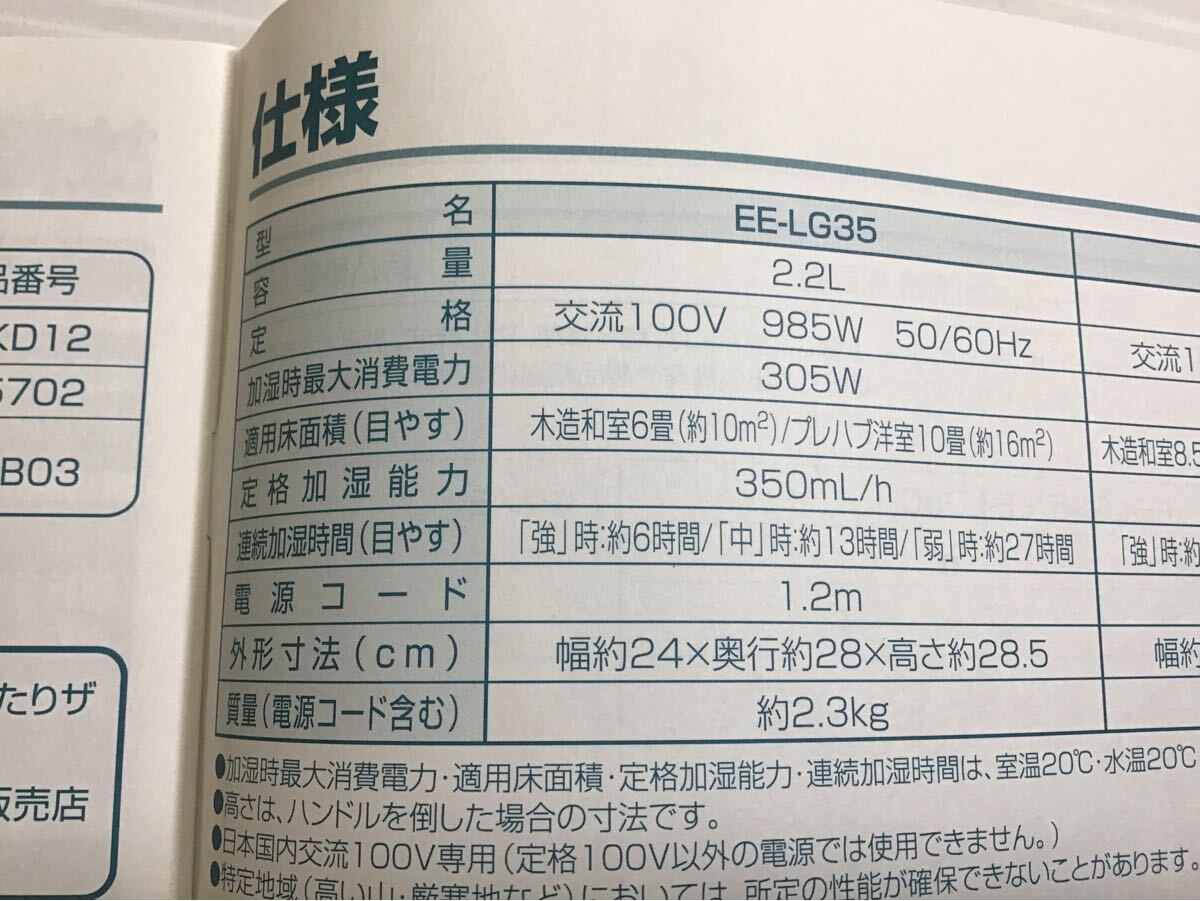 品番号
KD12
5702
B03
たりザ
販売店
仕様
型名 EE-LG35
容量 2.2L
定格 交流100V 985W 50/60Hz 交流1
加湿時最大消費電力 305W
適用床面積(目やす) 木造和室6畳(約10m²)/プレハブ洋室10畳(約16m²) 木造和室8.5
定格加湿能力 350mL/h
連続加湿時間(目やす) 「強」時:約6時間/「中」時:約13時間/「弱」時:約27時間 「強」時:約
電源コード 1.2m
外形寸法(cm) 幅約24×奥行約28×高さ約28.5 幅約
質量(電源コード含む) 約2.3kg
●加湿時最大消費電力・適用床面積・定格加湿能力・連続加湿時間は、室温20℃・水温20℃
●高さは、ハンドルを倒した場合の寸法です。
●日本国内交流100V専用(定格100V以外の電源では使用できません。)
●特定地域(高い山・厳寒地など)においては、所定の性能が確保できないことがあります。